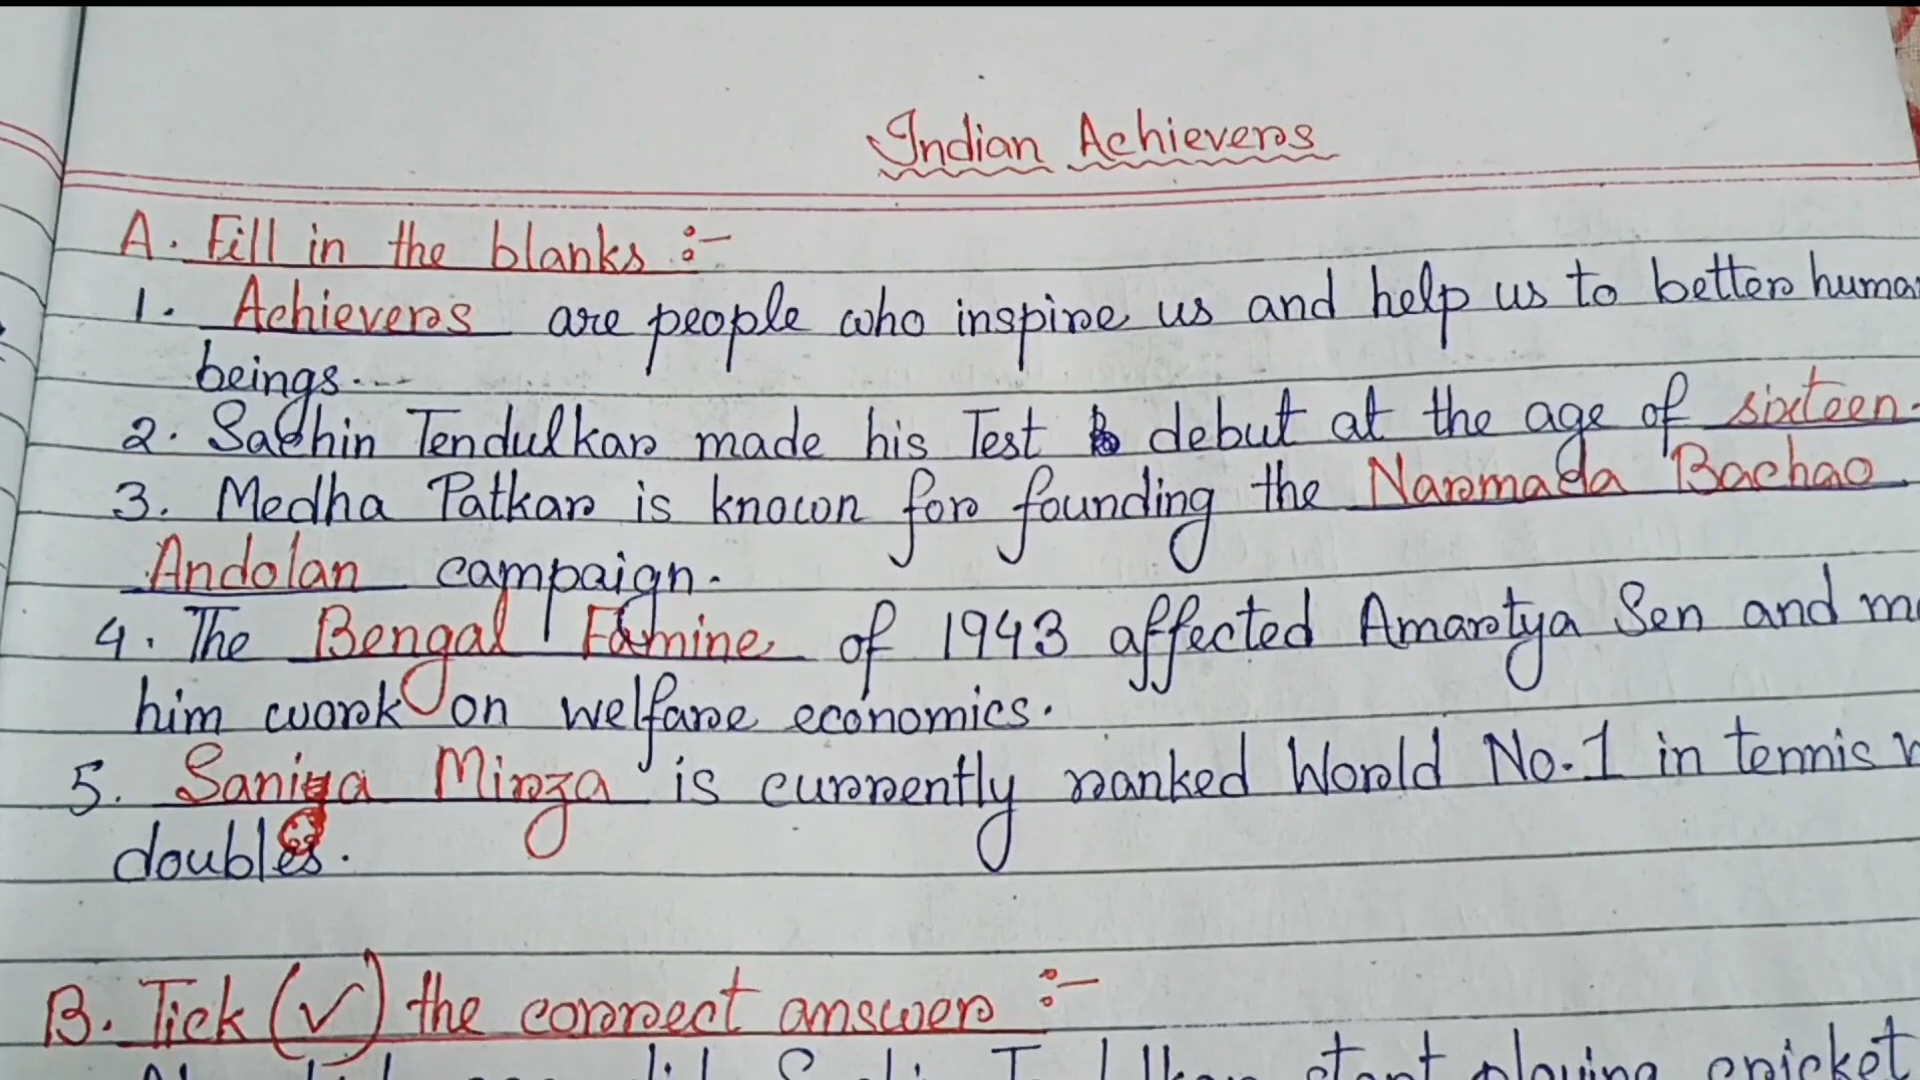 Indian Achievers
A. Fill in the blanks :-
1. Achievers are people who inspire us and help us to better huma
beings...
2. Sachin Tendulkar made his Test debut at the age of sixteen.
3. Medha Patkar is known for founding the Narmada Bachao
Andolan campaign.
4. The Bengal Famine of 1943 affected Amartya Sen and m
him work on welfare economics.
5. Saniya Mirza is currently ranked World No.1 in tennis
doubles.
B. Tick (✓) the correct answer :-
start playing cricket